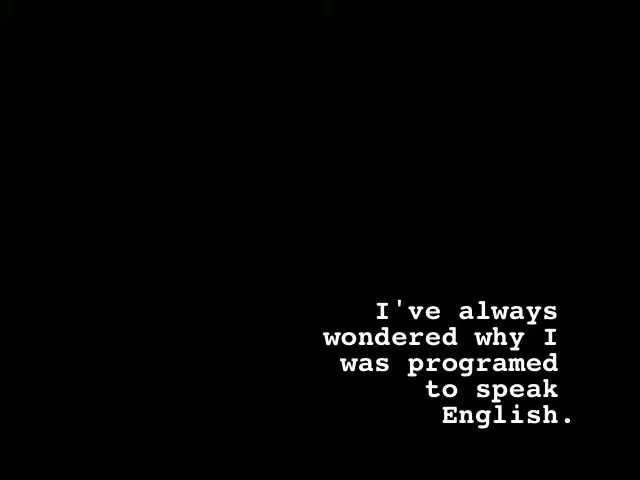 I've always
wondered why I
was programed
to speak
English.